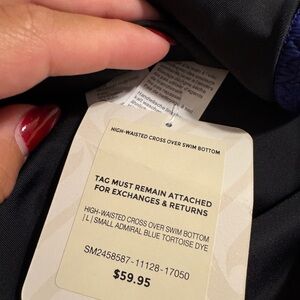 HIGH-WAISTED CROSS OVER SWIM BOTTOM
TAG MUST REMAIN ATTACHED
FOR EXCHANGES & RETURNS
HIGH-WAISTED CROSS OVER SWIM BOTTOM
| L | SMALL ADMIRAL BLUE TORTOISE DYE
SM2458587-11128-17050
$59.95